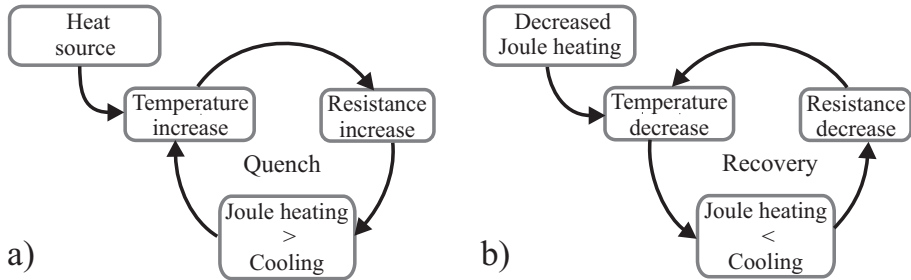 Heat
source
Temperature
increase
Resistance
increase
Quench
Joule heating
>
Cooling
a)
Decreased
Joule heating
Temperature
decrease
Resistance
decrease
Recovery
Joule heating
<
Cooling
b)